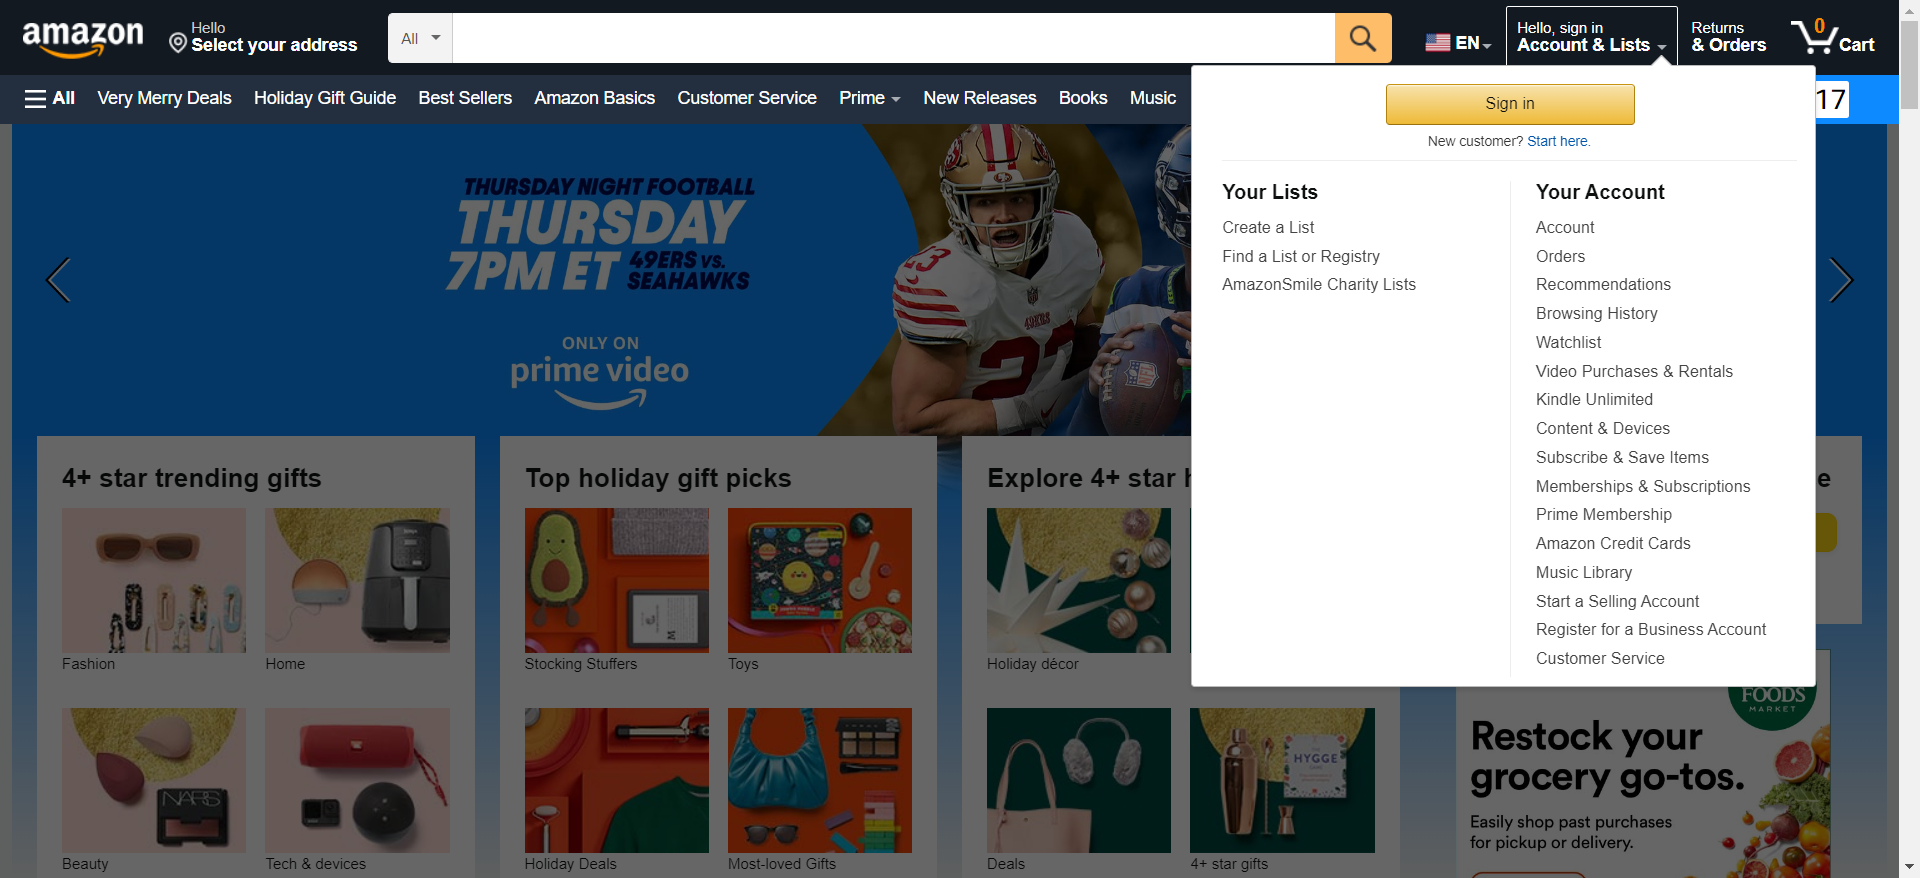 amazon
Hello
Select your address
All
EN
Hello, sign in
Account & Lists
Returns
& Orders
0
Cart
All
Very Merry Deals
Holiday Gift Guide
Best Sellers
Amazon Basics
Customer Service
Prime
New Releases
Books
Music
17
Sign in
New customer? Start here.
Your Lists
Create a List
Find a List or Registry
AmazonSmile Charity Lists
Your Account
Account
Orders
Recommendations
Browsing History
Watchlist
Video Purchases & Rentals
Kindle Unlimited
Content & Devices
Subscribe & Save Items
Memberships & Subscriptions
Prime Membership
Amazon Credit Cards
Music Library
Start a Selling Account
Register for a Business Account
Customer Service
THURSDAY NIGHT FOOTBALL
THURSDAY
7PM ET
49ERS VS.
SEAHAWKS
ONLY ON
prime video
49ERS
23
NFL
4+ star trending gifts
Fashion
Home
NARS
Beauty
Tech & devices
Top holiday gift picks
Stocking Stuffers
Toys
Holiday Deals
Most-loved Gifts
Explore 4+ star h
Holiday décor
Deals
HYGGE
4+ star gifts
e
FOODS
MARKET
Restock your
grocery go-tos.
Easily shop past purchases
for pickup or delivery.